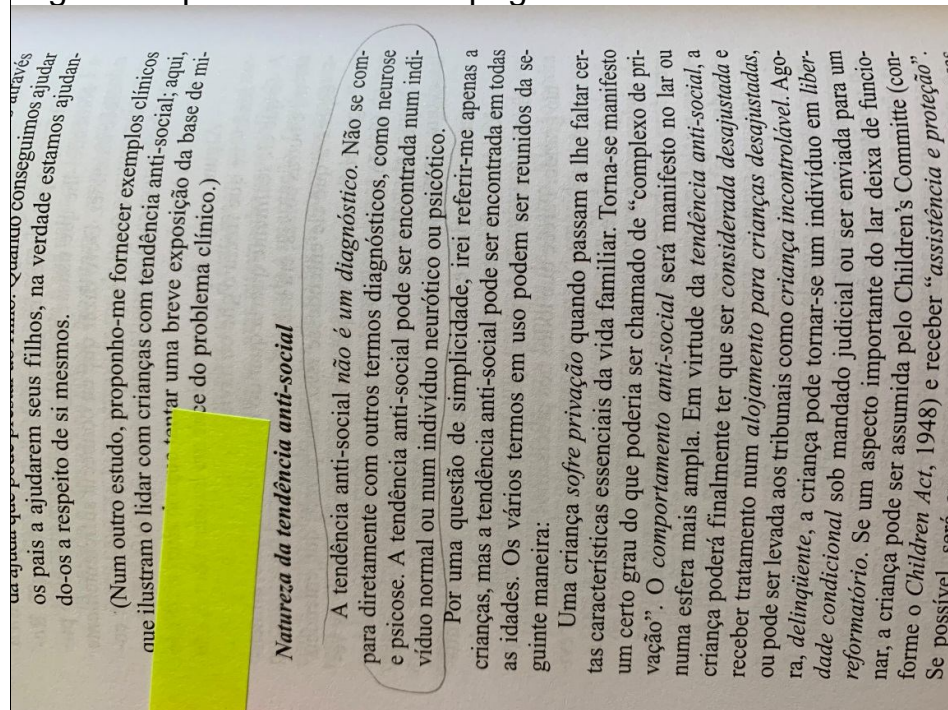 os pais a ajudarem seus filhos, na verdade estamos ajudan-
do-os a respeito de si mesmos.
(Num outro estudo, proponho-me fornecer exemplos clínicos
que ilustram o lidar com crianças com tendência anti-social; aqui,
tentar uma breve exposição da base de mi-
do problema clínico.)
Natureza da tendência anti-social
A tendência anti-social não é um diagnóstico. Não se com-
para diretamente com outros termos diagnósticos, como neurose
e psicose. A tendência anti-social pode ser encontrada num indi-
víduo normal ou num indivíduo neurótico ou psicótico.
Por uma questão de simplicidade, irei referir-me apenas a
crianças, mas a tendência anti-social pode ser encontrada em todas
as idades. Os vários termos em uso podem ser reunidos da se-
guinte maneira:
Uma criança sofre privação quando passam a lhe faltar cer-
tas características essenciais da vida familiar. Torna-se manifesto
um certo grau do que poderia ser chamado de “complexo de pri-
vação”. O comportamento anti-social será manifesto no lar ou
numa esfera mais ampla. Em virtude da tendência anti-social, a
criança poderá finalmente ter que ser considerada desajustada e
receber tratamento num alojamento para crianças desajustadas,
ou pode ser levada aos tribunais como criança incontrolável. Ago-
ra, delinqüente, a criança pode tornar-se um indivíduo em liber-
dade condicional sob mandado judicial ou ser enviada para um
reformatório. Se um aspecto importante do lar deixa de funcio-
nar, a criança pode ser assumida pelo Children's Committe (con-
forme o Children Act, 1948) e receber “assistência e proteção”.
Se possível